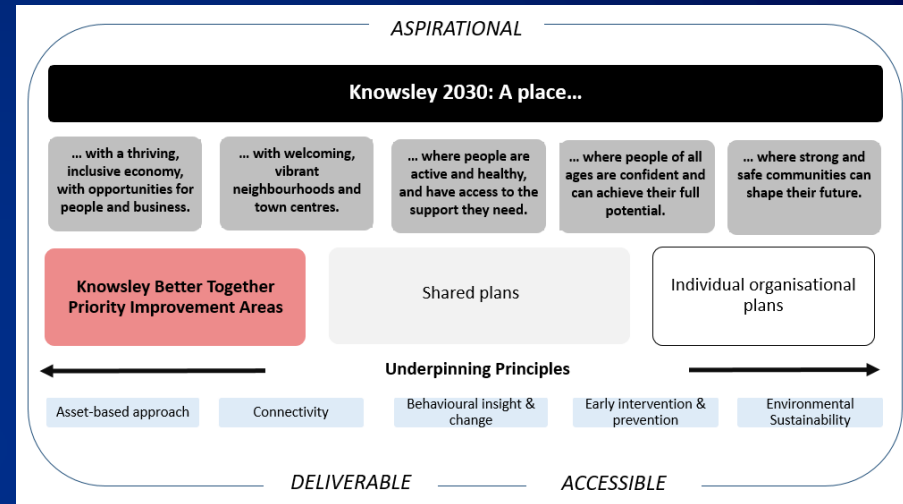 ASPIRATIONAL
Knowsley 2030: A place...
... with a thriving,
inclusive economy,
with opportunities for
people and business.
... with welcoming,
vibrant
neighbourhoods and
town centres.
... where people are
active and healthy,
and have access to the
support they need.
... where people of all
ages are confident and
can achieve their full
potential.
... where strong and
safe communities can
shape their future.
Knowsley Better Together
Priority Improvement Areas
Shared plans
Individual organisational
plans
Underpinning Principles
Asset-based approach
Connectivity
Behavioural insight &
change
Early intervention &
prevention
Environmental
Sustainability
DELIVERABLE
ACCESSIBLE